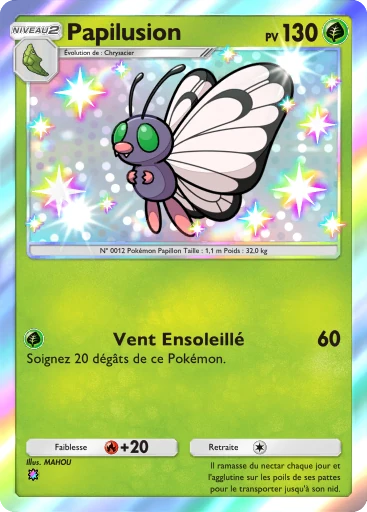 NIVEAU 2
Papilusion
PV 130
Évolution de : Chrysacier
N° 0012 Pokémon Papillon Taille : 1,1 m Poids : 32,0 kg
Vent Ensoleillé 60
Soignez 20 dégâts de ce Pokémon.
Faiblesse +20
Retraite
Illus. MAHOU
Il ramasse du nectar chaque jour et
l'agglutine sur les poils de ses pattes
pour le transporter jusqu'à son nid.